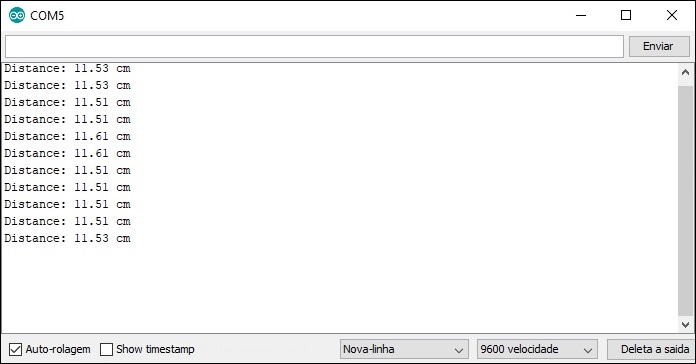 COM5
Enviar
Distance: 11.53 cm
Distance: 11.53 cm
Distance: 11.51 cm
Distance: 11.51 cm
Distance: 11.61 cm
Distance: 11.61 cm
Distance: 11.51 cm
Distance: 11.51 cm
Distance: 11.51 cm
Distance: 11.51 cm
Distance: 11.53 cm
Auto-rolagem Show timestamp Nova-linha 9600 velocidade Deleta a saida